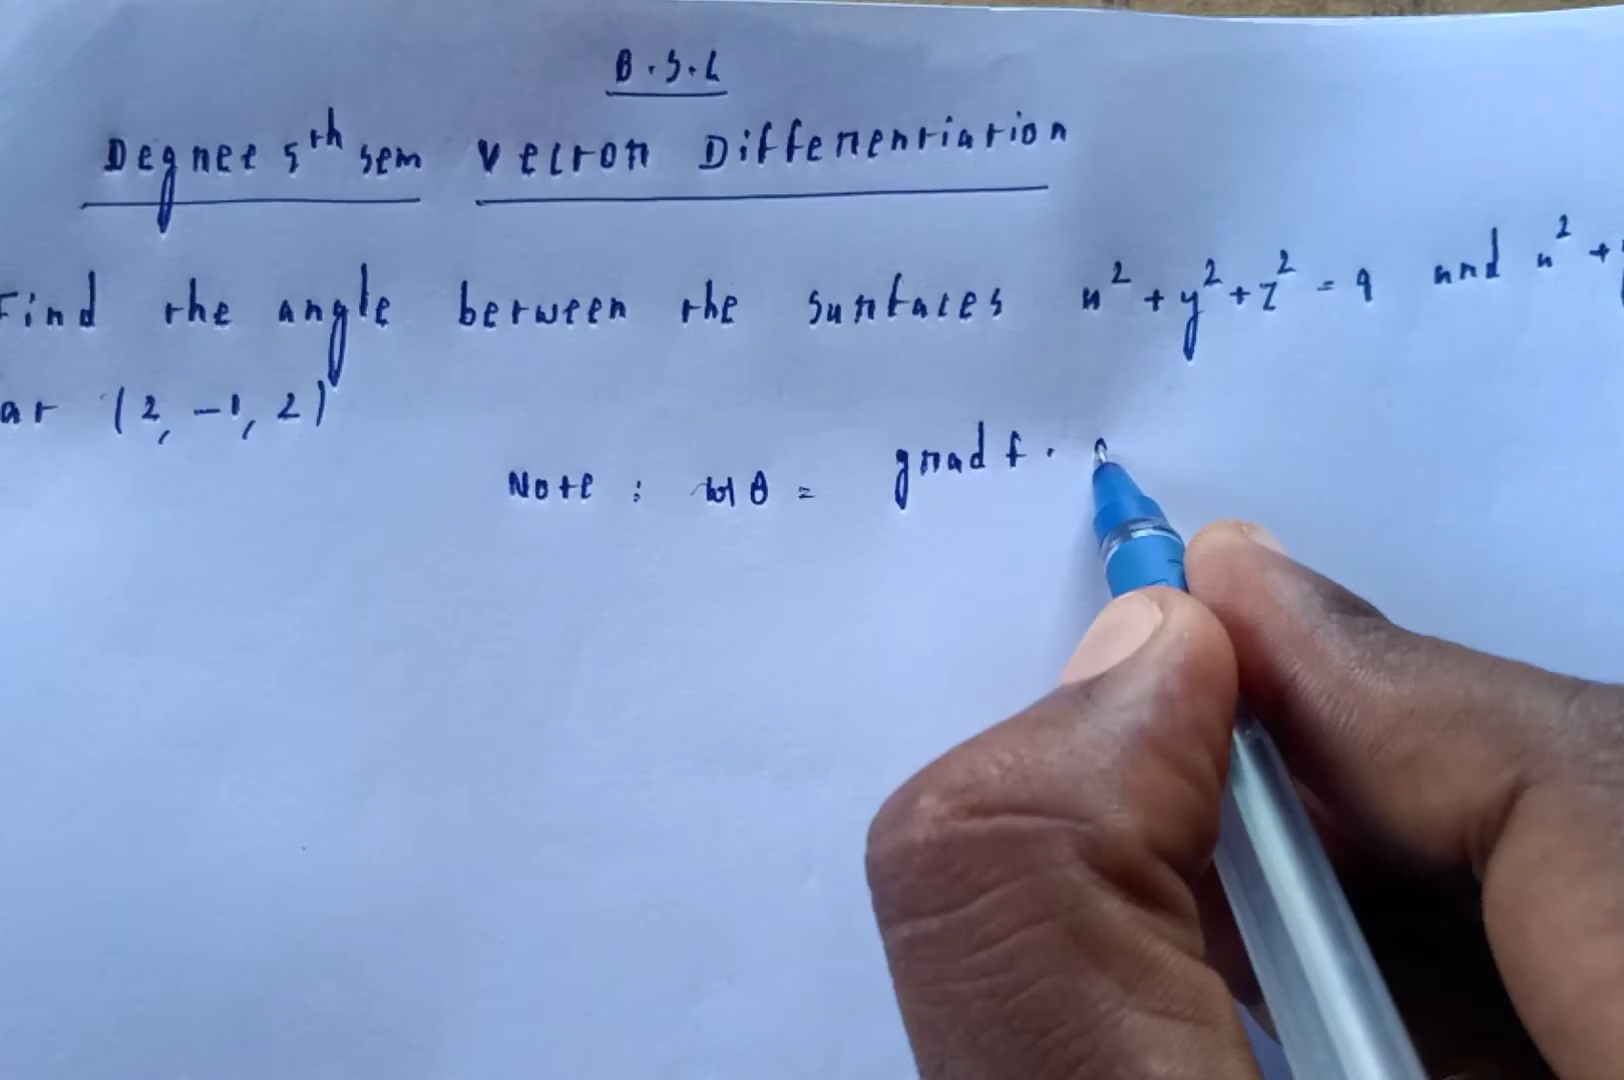 B.S.C
Degree 5th sem Vector Differentiation
Find the angle between the surfaces x² + y² + z² = 9 and x² +
at (2, -1, 2)
Note : cos θ = grad f .